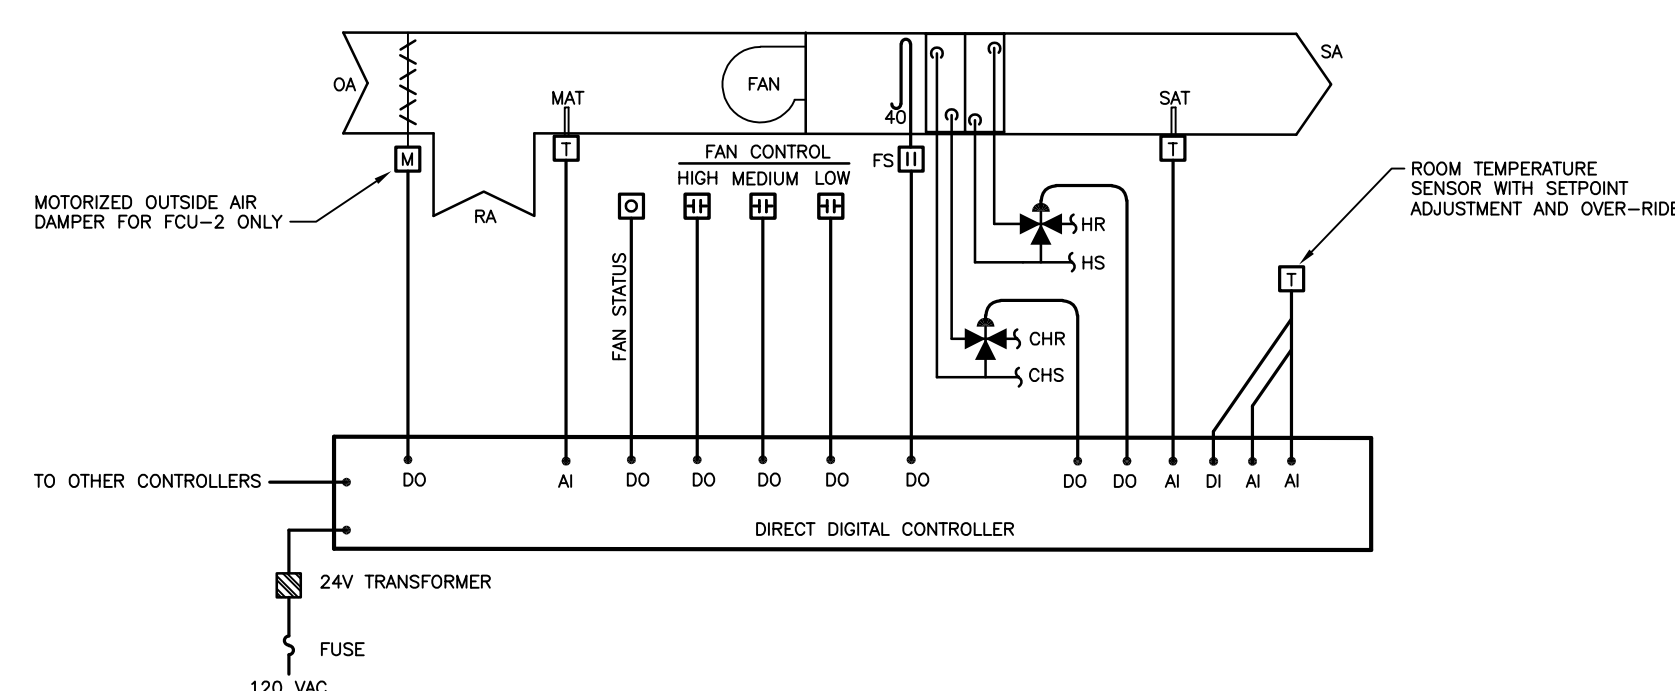 OA
SA
MAT
FAN
SAT
40
M
T
FAN CONTROL
FS
T
HIGH MEDIUM LOW
MOTORIZED OUTSIDE AIR
DAMPER FOR FCU-2 ONLY
RA
ROOM TEMPERATURE
SENSOR WITH SETPOINT
ADJUSTMENT AND OVER-RIDE
HR
HS
T
FAN STATUS
CHR
CHS
TO OTHER CONTROLLERS
DO AI DO DO DO DO DO DO DO AI DI AI AI
DIRECT DIGITAL CONTROLLER
24V TRANSFORMER
FUSE
120 VAC